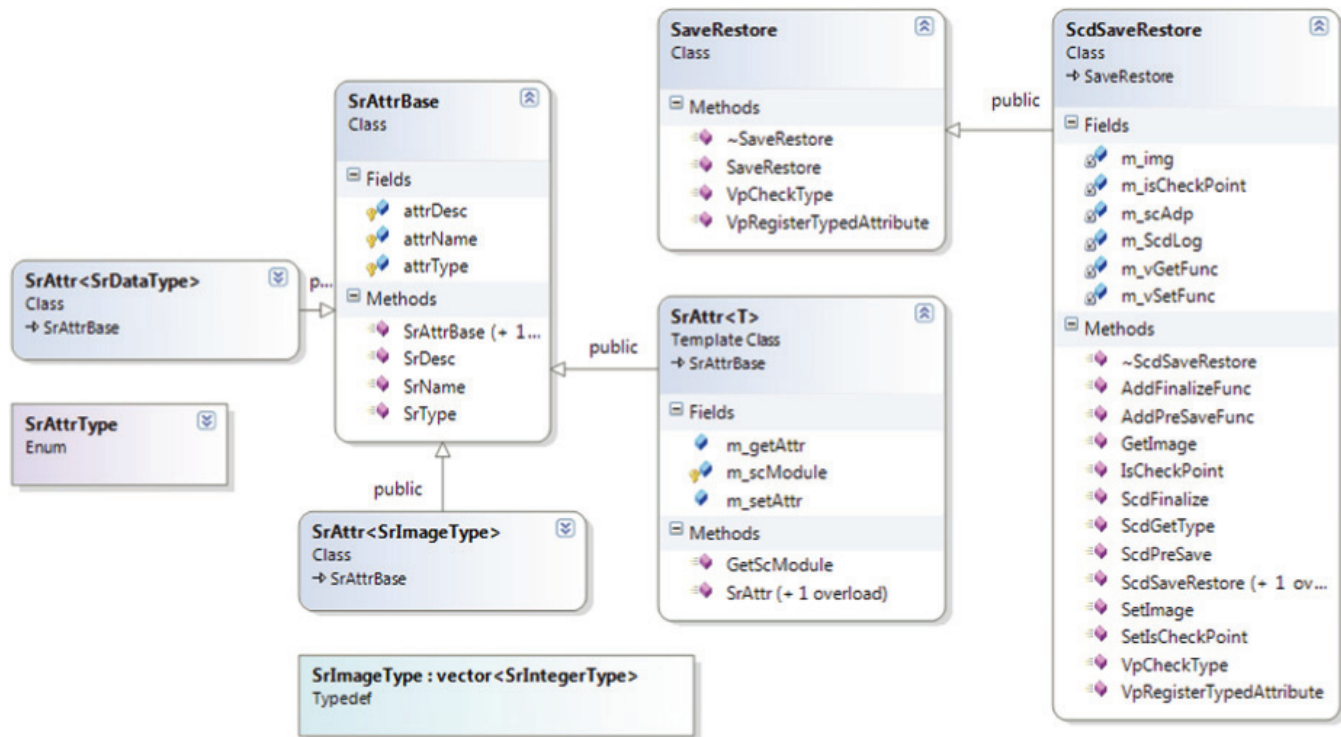 SrAttr<SrDataType>
Class
SrAttrBase
p...
SrAttrType
Enum
SrAttrBase
Class
Fields
attrDesc
attrName
attrType
Methods
SrAttrBase (+ 1 ...
SrDesc
SrName
SrType
public
SrAttr<SrImageType>
Class
SrAttrBase
SrImageType : vector<SrIntegerType>
Typedef
SaveRestore
Class
Methods
~SaveRestore
SaveRestore
VpCheckType
VpRegisterTypedAttribute
public
SrAttr<T>
Template Class
SrAttrBase
Fields
m_getAttr
m_scModule
m_setAttr
Methods
GetScModule
SrAttr (+ 1 overload)
public
ScdSaveRestore
Class
SaveRestore
Fields
m_img
m_isCheckPoint
m_scAdp
m_ScdLog
m_vGetFunc
m_vSetFunc
Methods
~ScdSaveRestore
AddFinalizeFunc
AddPreSaveFunc
GetImage
IsCheckPoint
ScdFinalize
ScdGetType
ScdPreSave
ScdSaveRestore (+ 1 ov...
SetImage
SetIsCheckPoint
VpCheckType
VpRegisterTypedAttribute